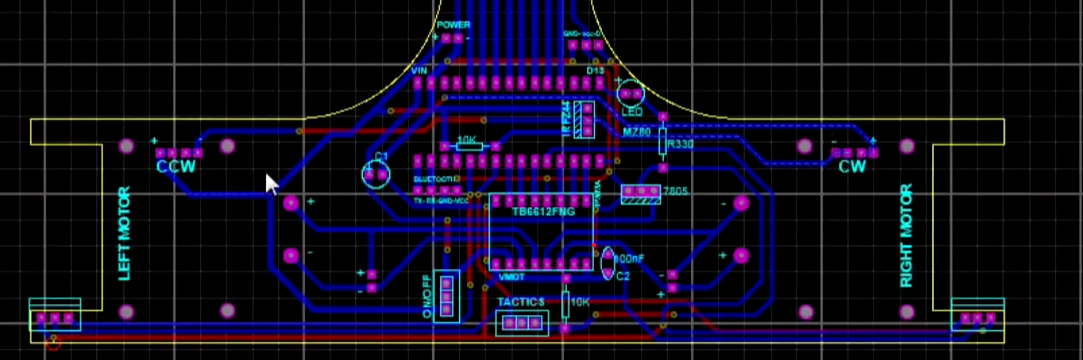 POWER
+ -
GND-Vcc-D
VIN
D13
+
LED
IRFZ44
MZ80
R330
10K
C1
+ CCW -
- CW +
BLUETOOTH
TX-RX-GND-VCC
7805
TB6612FNG
LEFT MOTOR
RIGHT MOTOR
+
-
-
+
100nF
C2
VMOT
+
-
+
-
ON/OFF
TACTICS
10K